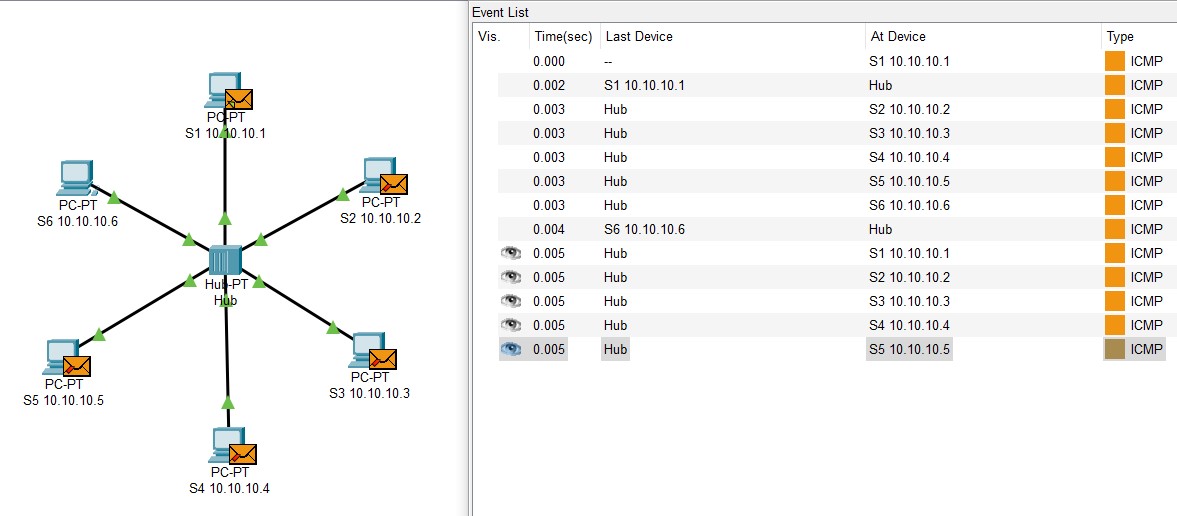 PC-PT
S1 10.10.10.1
PC-PT
S2 10.10.10.2
PC-PT
S6 10.10.10.6
Hub-PT
Hub
PC-PT
S3 10.10.10.3
PC-PT
S5 10.10.10.5
PC-PT
S4 10.10.10.4
Event List
Vis. Time(sec) Last Device At Device Type
0.000 -- S1 10.10.10.1 ICMP
0.002 S1 10.10.10.1 Hub ICMP
0.003 Hub S2 10.10.10.2 ICMP
0.003 Hub S3 10.10.10.3 ICMP
0.003 Hub S4 10.10.10.4 ICMP
0.003 Hub S5 10.10.10.5 ICMP
0.003 Hub S6 10.10.10.6 ICMP
0.004 S6 10.10.10.6 Hub ICMP
0.005 Hub S1 10.10.10.1 ICMP
0.005 Hub S2 10.10.10.2 ICMP
0.005 Hub S3 10.10.10.3 ICMP
0.005 Hub S4 10.10.10.4 ICMP
0.005 Hub S5 10.10.10.5 ICMP